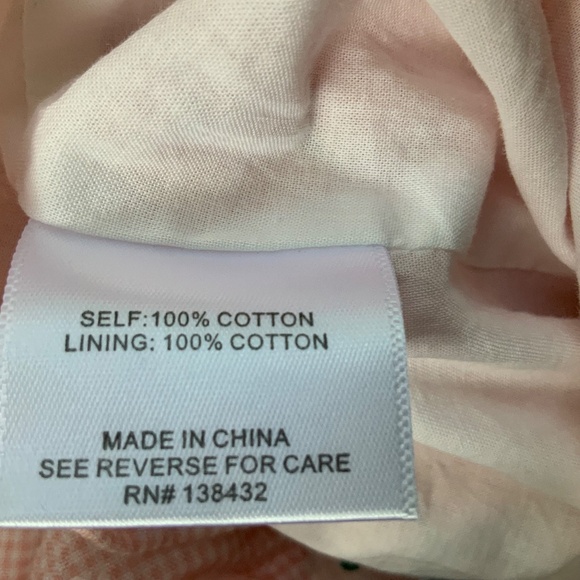 SELF:100% COTTON
LINING: 100% COTTON
MADE IN CHINA
SEE REVERSE FOR CARE
RN# 138432